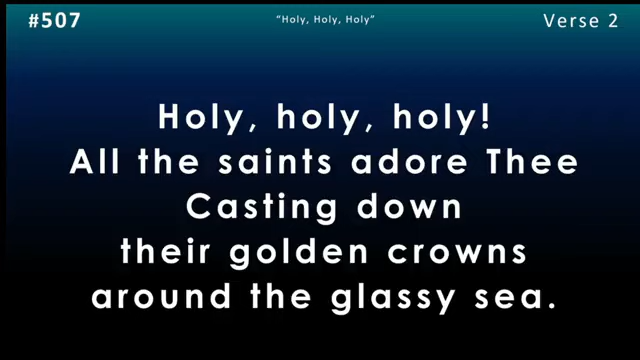 #507
“Holy, Holy, Holy”
Verse 2
Holy, holy, holy!
All the saints adore Thee
Casting down
their golden crowns
around the glassy sea.